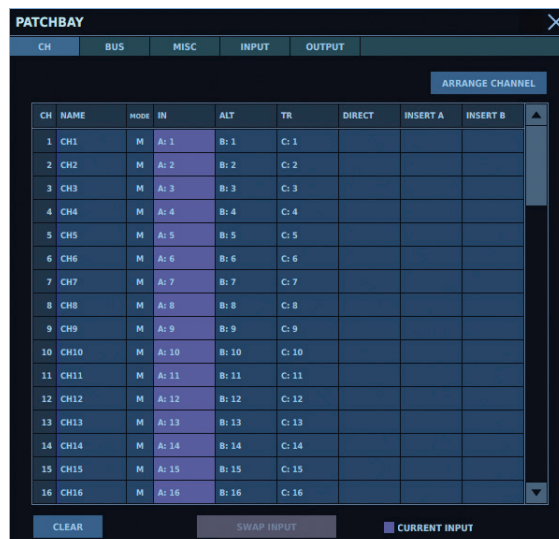 PATCHBAY
CH BUS MISC INPUT OUTPUT
ARRANGE CHANNEL
CH NAME MODE IN ALT TR DIRECT INSERT A INSERT B
1 CH1 M A: 1 B: 1 C: 1
2 CH2 M A: 2 B: 2 C: 2
3 CH3 M A: 3 B: 3 C: 3
4 CH4 M A: 4 B: 4 C: 4
5 CH5 M A: 5 B: 5 C: 5
6 CH6 M A: 6 B: 6 C: 6
7 CH7 M A: 7 B: 7 C: 7
8 CH8 M A: 8 B: 8 C: 8
9 CH9 M A: 9 B: 9 C: 9
10 CH10 M A: 10 B: 10 C: 10
11 CH11 M A: 11 B: 11 C: 11
12 CH12 M A: 12 B: 12 C: 12
13 CH13 M A: 13 B: 13 C: 13
14 CH14 M A: 14 B: 14 C: 14
15 CH15 M A: 15 B: 15 C: 15
16 CH16 M A: 16 B: 16 C: 16
CLEAR SWAP INPUT CURRENT INPUT